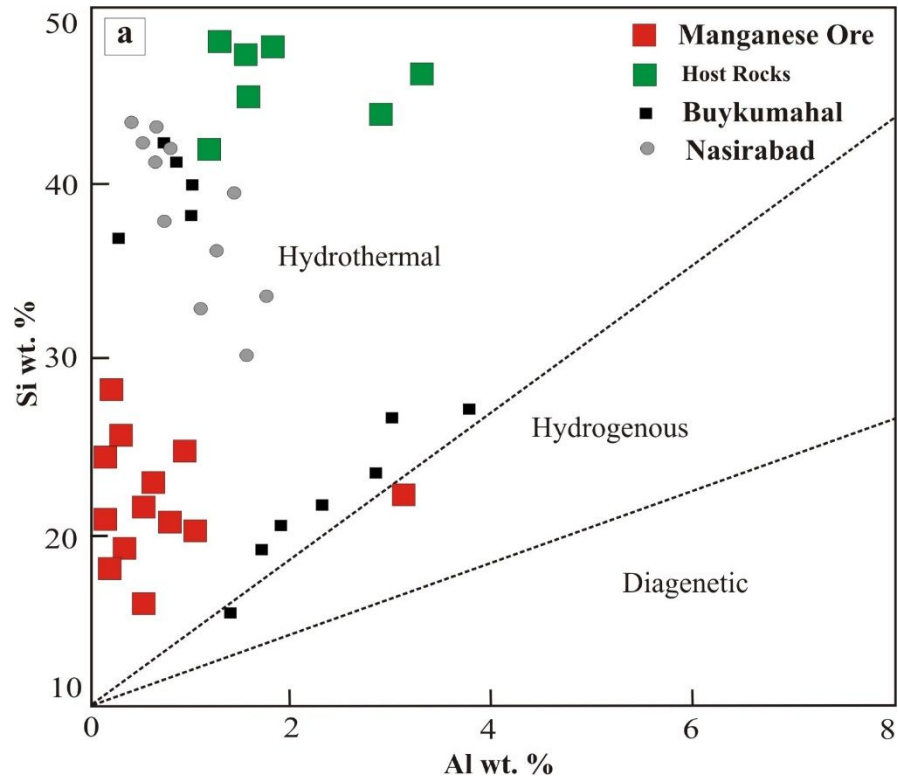 a
Manganese Ore
Host Rocks
Buykumahal
Nasirabad
Hydrothermal
Hydrogenous
Diagenetic
50
40
30
20
10
Si wt. %
0
2
4
6
8
Al wt. %